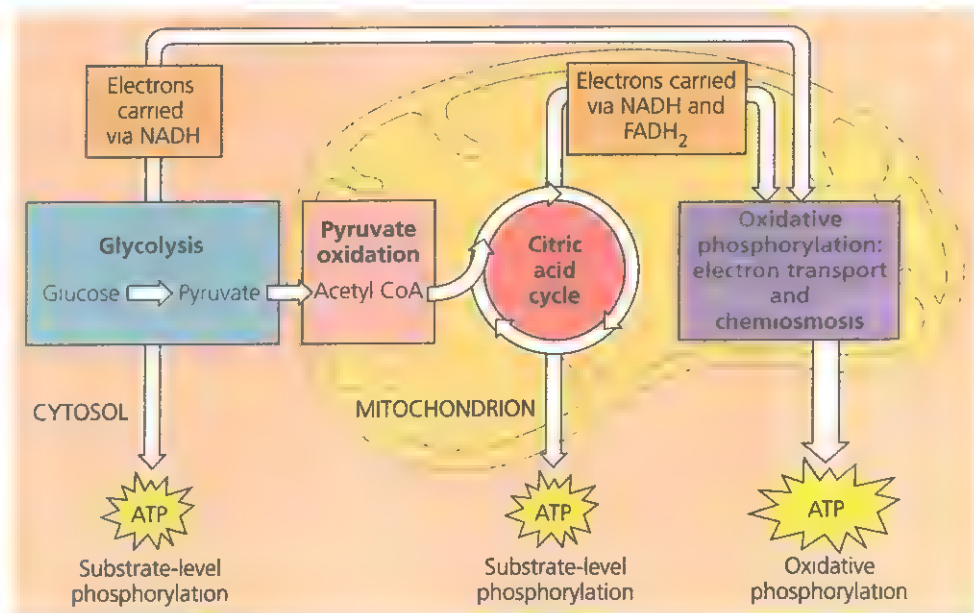 Electrons
carried
via NADH
Electrons carried
via NADH and
FADH₂
Glycolysis
Glucose
Pyruvate
Pyruvate
oxidation
Acetyl CoA
Citric
acid
cycle
Oxidative
phosphorylation:
electron transport
and
chemiosmosis
CYTOSOL
MITOCHONDRION
ATP
ATP
ATP
Substrate-level
phosphorylation
Substrate-level
phosphorylation
Oxidative
phosphorylation